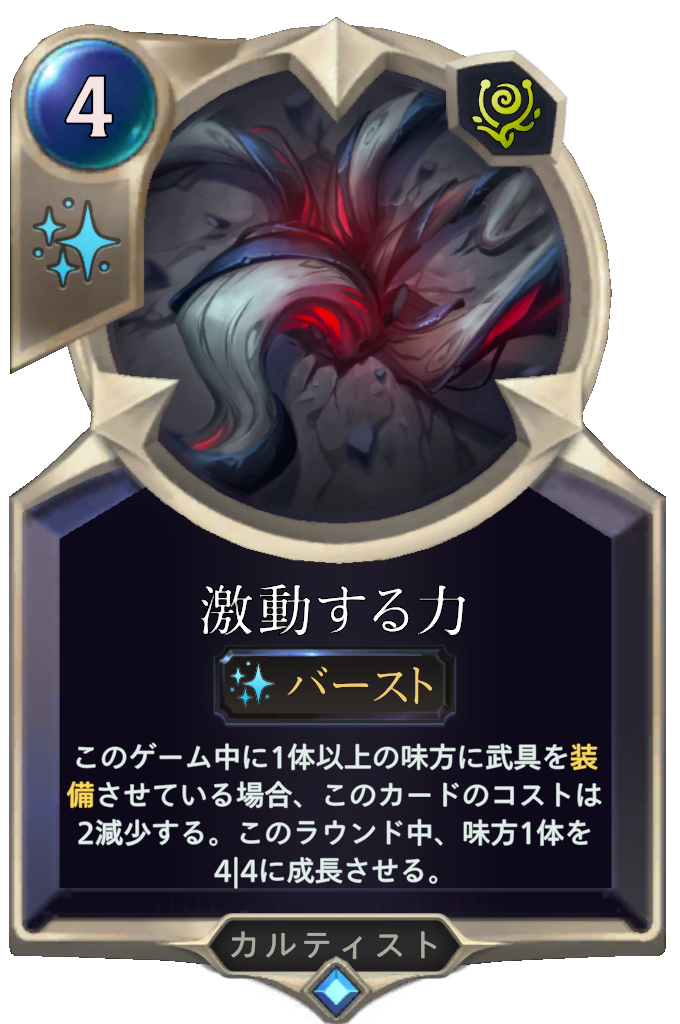 4
激動する力
バースト
このゲーム中に1体以上の味方に武具を装
備させている場合、このカードのコストは
2減少する。このラウンド中、味方1体を
4|4に成長させる。
カルティスト